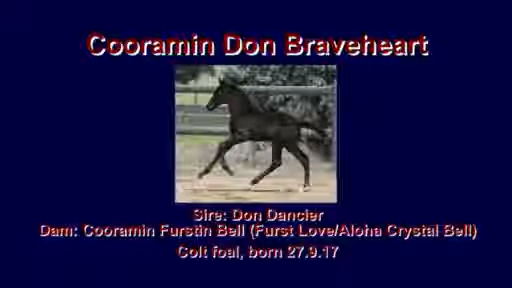 Cooramin Don Braveheart
Sire: Don Dancier
Dam: Cooramin Furstin Bell (Furst Love/Aloha Crystal Bell)
Colt foal, born 27.9.17